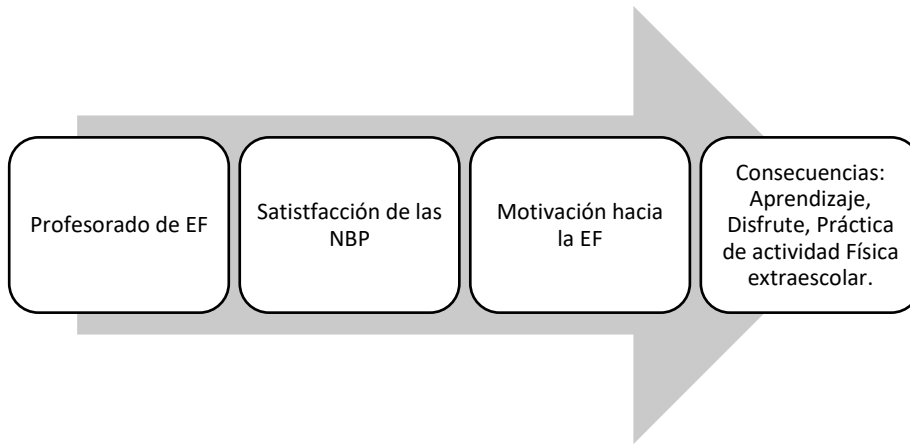 Profesorado de EF
Satistfacción de las
NBP
Motivación hacia
la EF
Consecuencias:
Aprendizaje,
Disfrute, Práctica
de actividad Física
extraescolar.